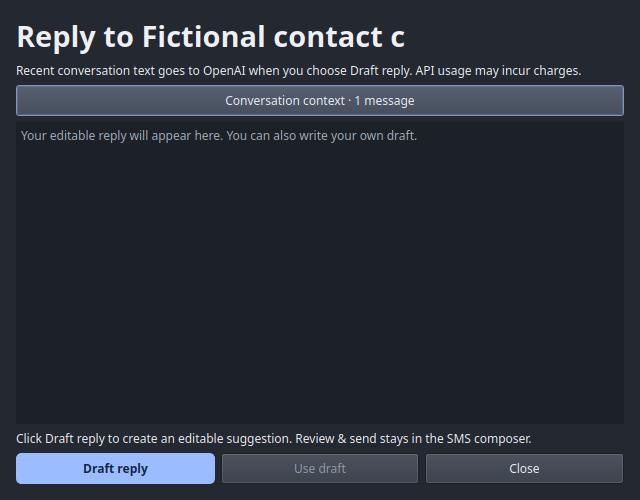 Reply to Fictional contact c
Recent conversation text goes to OpenAI when you choose Draft reply. API usage may incur charges.
Conversation context · 1 message
Your editable reply will appear here. You can also write your own draft.
Click Draft reply to create an editable suggestion. Review & send stays in the SMS composer.
Draft reply
Use draft
Close